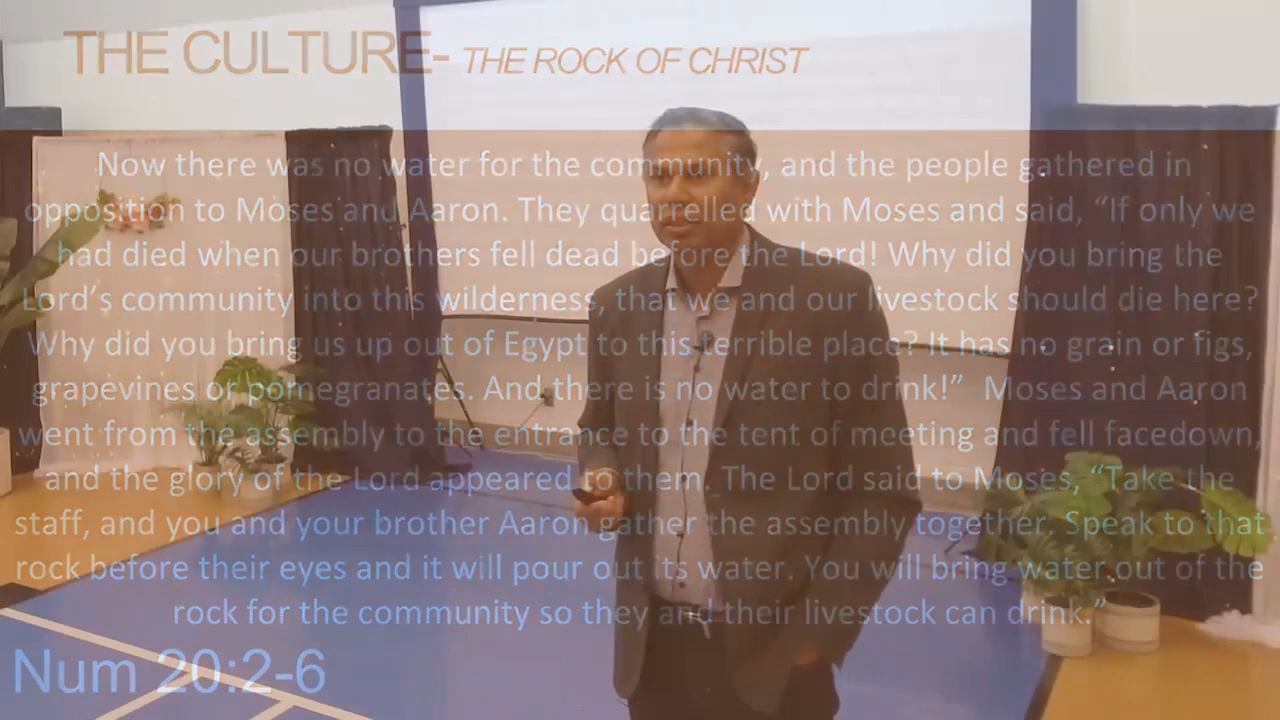 THE CULTURE- THE ROCK OF CHRIST
Now there was no water for the community, and the people gathered in
opposition to Moses and Aaron. They quarrelled with Moses and said, “If only we
had died when our brothers fell dead before the Lord! Why did you bring the
Lord’s community into this wilderness, that we and our livestock should die here?
Why did you bring us up out of Egypt to this terrible place? It has no grain or figs,
grapevines or pomegranates. And there is no water to drink!” Moses and Aaron
went from the assembly to the entrance to the tent of meeting and fell facedown,
and the glory of the Lord appeared to them. The Lord said to Moses, “Take the
staff, and you and your brother Aaron gather the assembly together. Speak to that
rock before their eyes and it will pour out its water. You will bring water out of the
rock for the community so they and their livestock can drink.”
Num 20:2-6